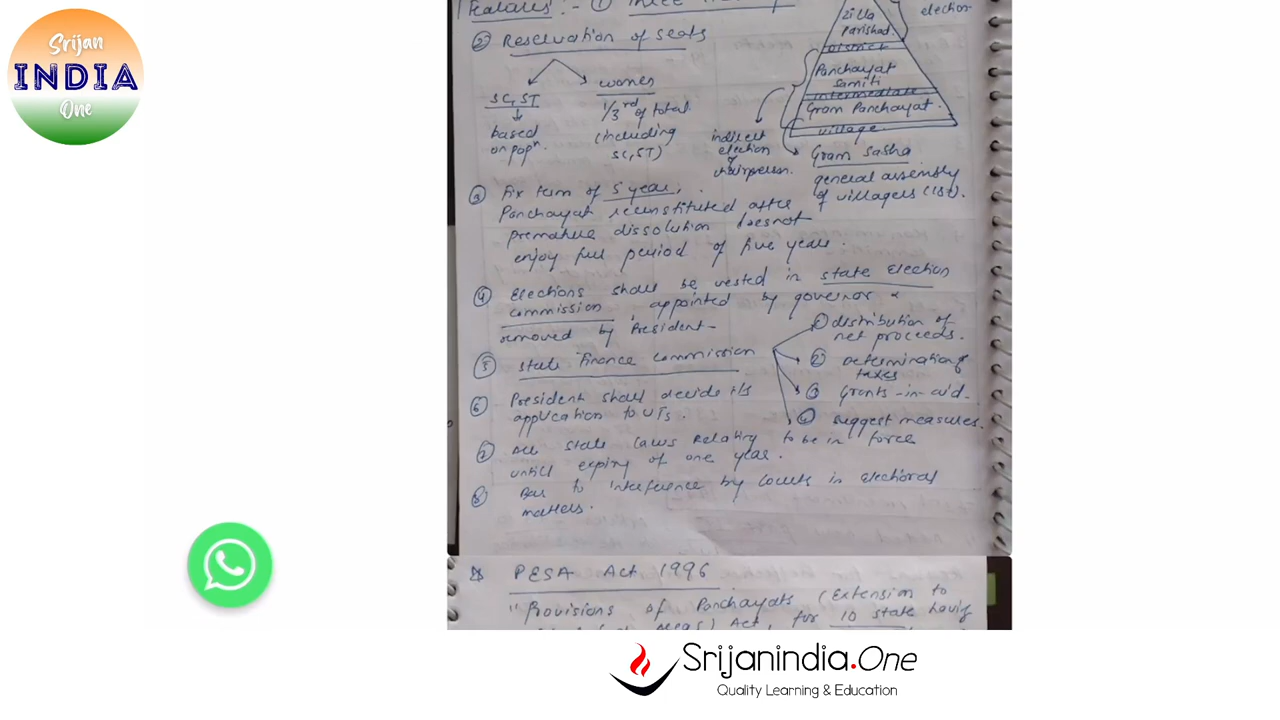 Srijan
INDIA
One
Features :- ① Three
② Reservation of seats
SC, ST
↓
based
on popn.
women
1/3rd of total
(including
SC, ST)
election
Zilla
Parishad
District
Panchayat
Samiti
intermediate
Gram Panchayat
village
indirect
election
of
chairperson.
Gram Sabha
general assembly
of villagers (18+).
③ Fix term of 5 year,
Panchayat reconstituted after
premature dissolution doesnot
enjoy full period of five years.
④ Elections shall be vested in state election
commission, appointed by governor &
removed by President
⑤ State Finance Commission
① distribution of
net proceeds.
② Determination of
taxes
③ Grants-in-aid
④ suggest measures.
⑥ President shall decide its
application to UTs.
⑦ All state laws relating to be in force
until expiry of one year.
⑧ Bar to interference by courts in electoral
matters.
PESA Act 1996
"Provisions of Panchayats (Extension to
Areas) Act, for 10 state having
Srijanindia.One
Quality Learning & Education